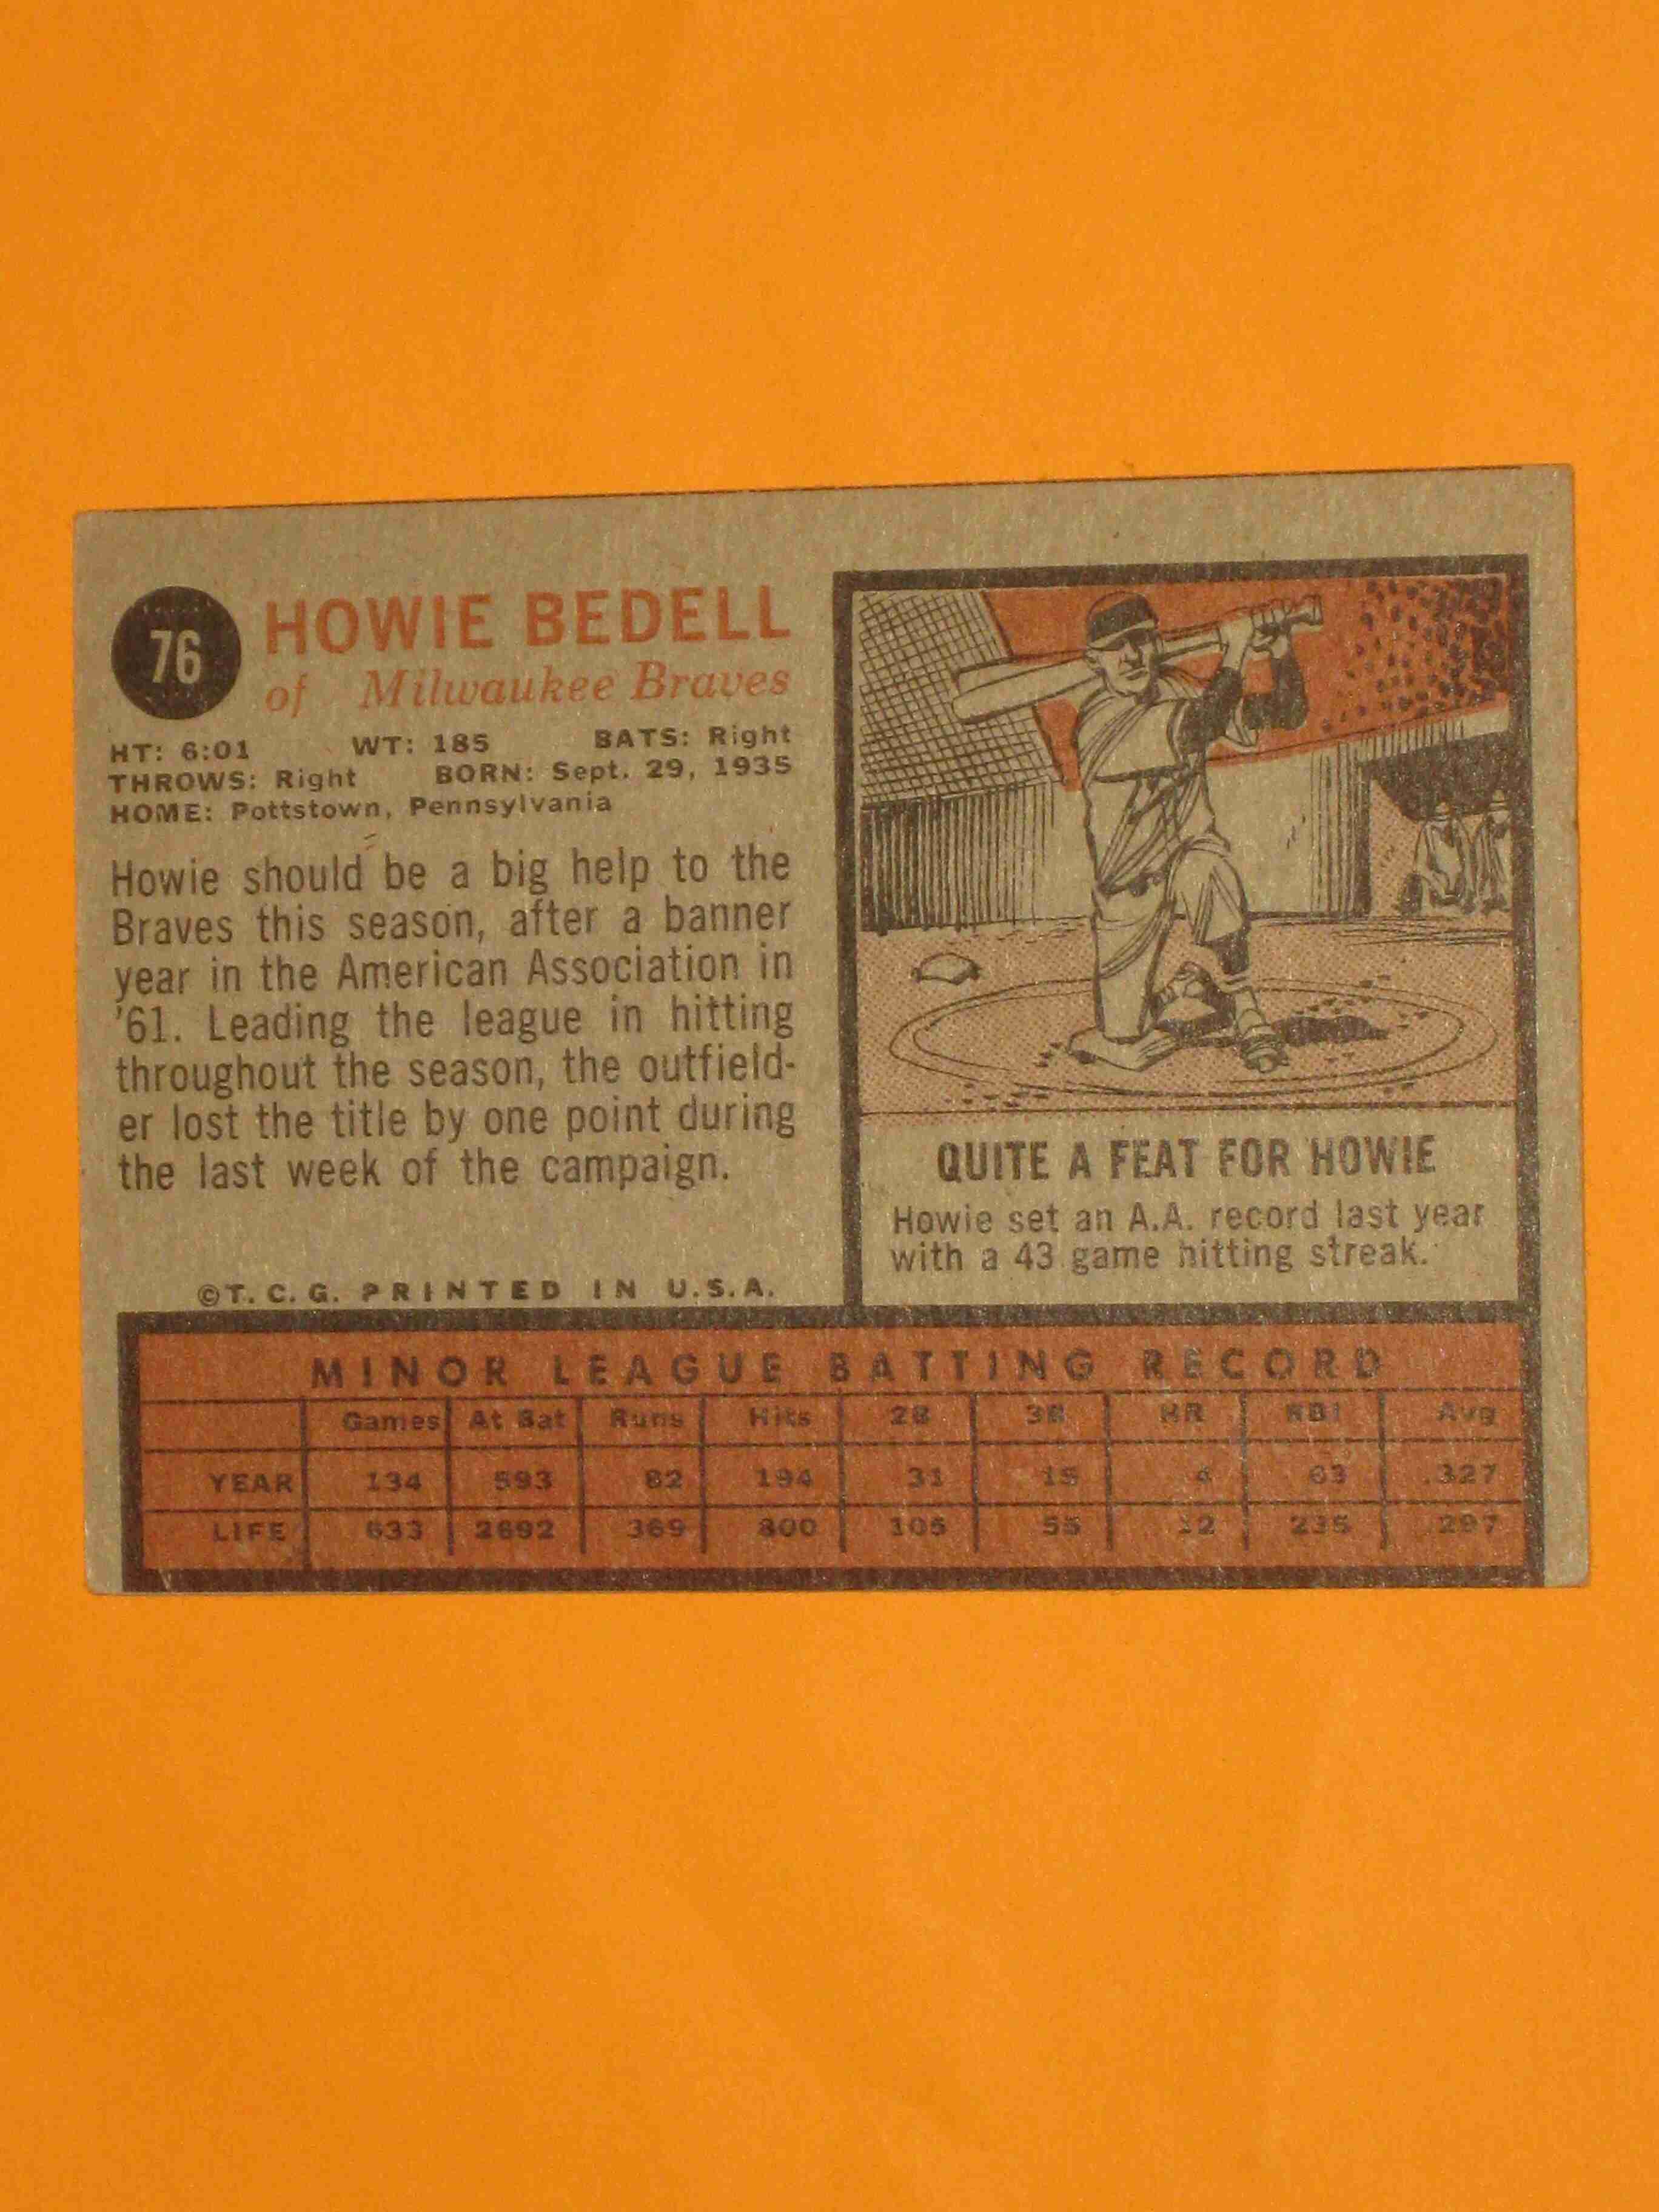 76
HOWIE BEDELL
of Milwaukee Braves
HT: 6:01 WT: 185 BATS: Right
THROWS: Right BORN: Sept. 29, 1935
HOME: Pottstown, Pennsylvania
Howie should be a big help to the
Braves this season, after a banner
year in the American Association in
'61. Leading the league in hitting
throughout the season, the outfield-
er lost the title by one point during
the last week of the campaign.
©T.C.G. PRINTED IN U.S.A.
QUITE A FEAT FOR HOWIE
Howie set an A.A. record last year
with a 43 game hitting streak.
MINOR LEAGUE BATTING RECORD
Games At Bat Runs Hits 2B 3B HR RBI Avg
YEAR 134 593 82 194 31 15 4 63 .327
LIFE 633 2692 369 800 105 55 12 235 .297